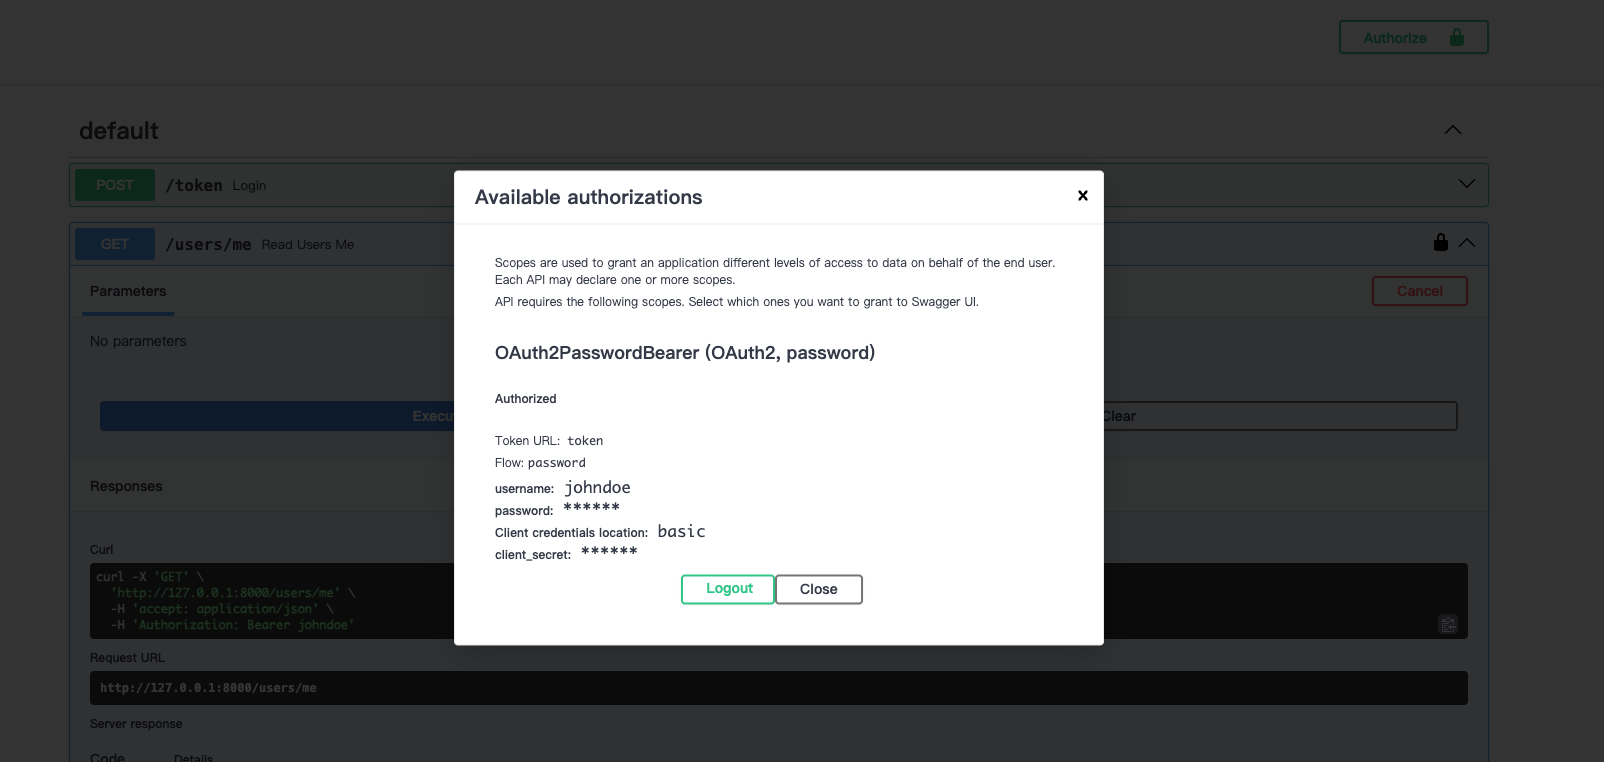 Authorize
default
POST /token Login
GET /users/me Read Users Me
Parameters
Cancel
No parameters
Clear
Responses
Curl
curl -X 'GET' \
'http://127.0.0.1:8000/users/me' \
-H 'accept: application/json' \
-H 'Authorization: Bearer johndoe'
Request URL
http://127.0.0.1:8000/users/me
Server response
Code Details
Available authorizations
Scopes are used to grant an application different levels of access to data on behalf of the end user.
Each API may declare one or more scopes.
API requires the following scopes. Select which ones you want to grant to Swagger UI.
OAuth2PasswordBearer (OAuth2, password)
Authorized
Token URL: token
Flow: password
username: johndoe
password: ******
Client credentials location: basic
client_secret: ******
Logout Close